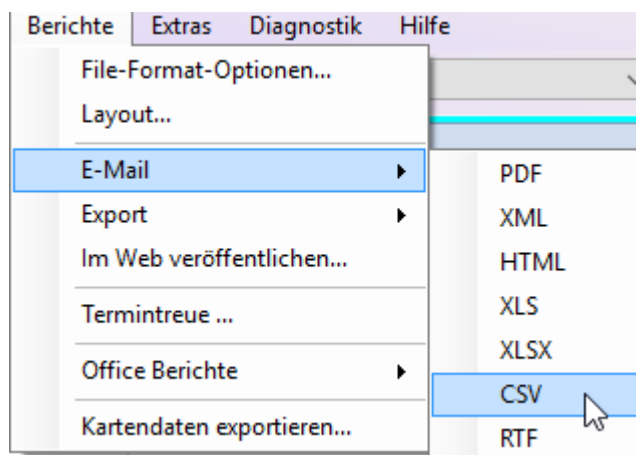 Berichte Extras Diagnostik Hilfe
File-Format-Optionen...
Layout...
E-Mail
Export
Im Web veröffentlichen...
Termintreue ...
Office Berichte
Kartendaten exportieren...
PDF
XML
HTML
XLS
XLSX
CSV
RTF